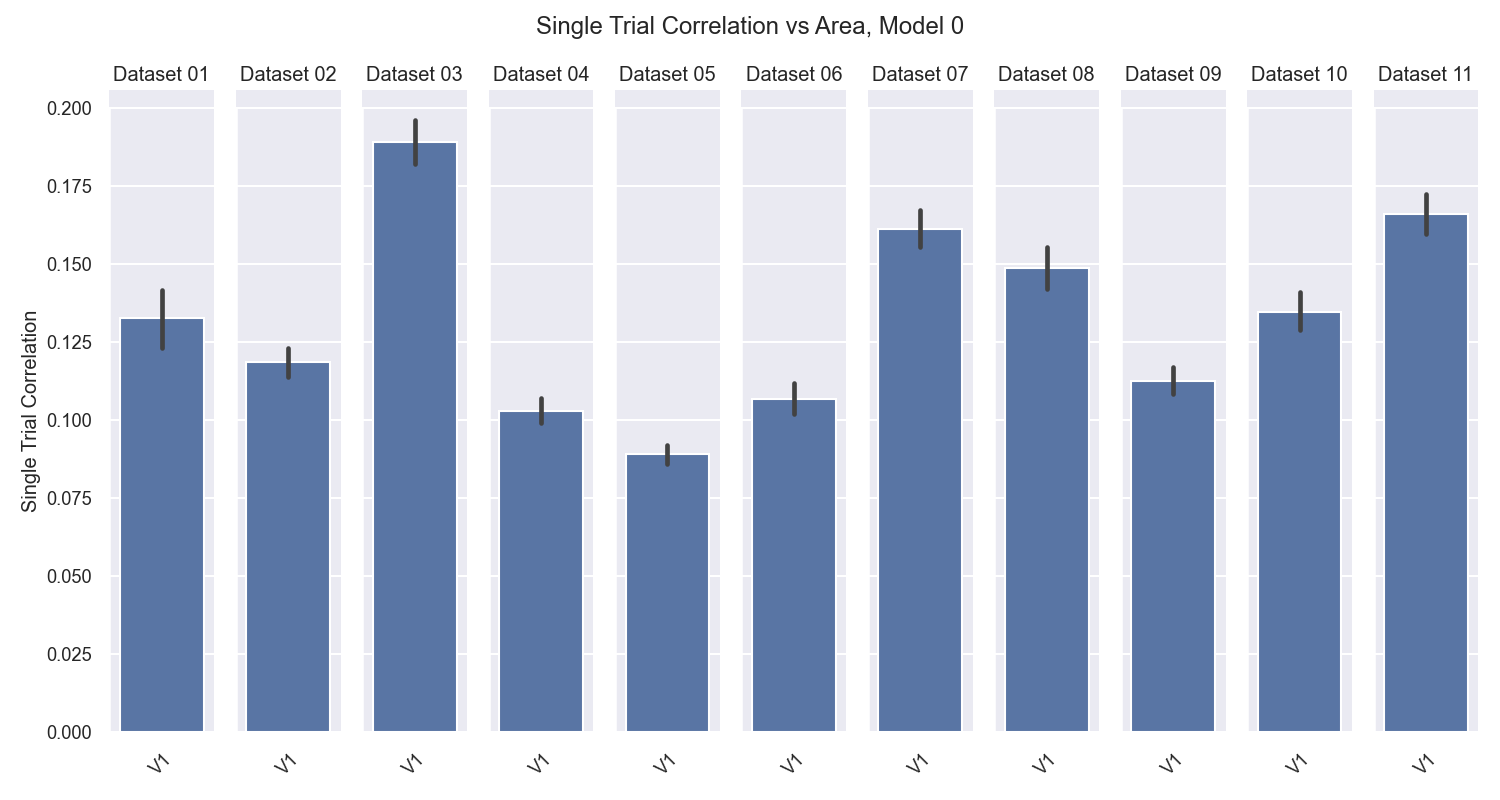 Single Trial Correlation vs Area, Model 0
Dataset 01 Dataset 02 Dataset 03 Dataset 04 Dataset 05 Dataset 06 Dataset 07 Dataset 08 Dataset 09 Dataset 10 Dataset 11
0.200
0.175
0.150
0.125
0.100
0.075
0.050
0.025
0.000
Single Trial Correlation
V1 V1 V1 V1 V1 V1 V1 V1 V1 V1 V1